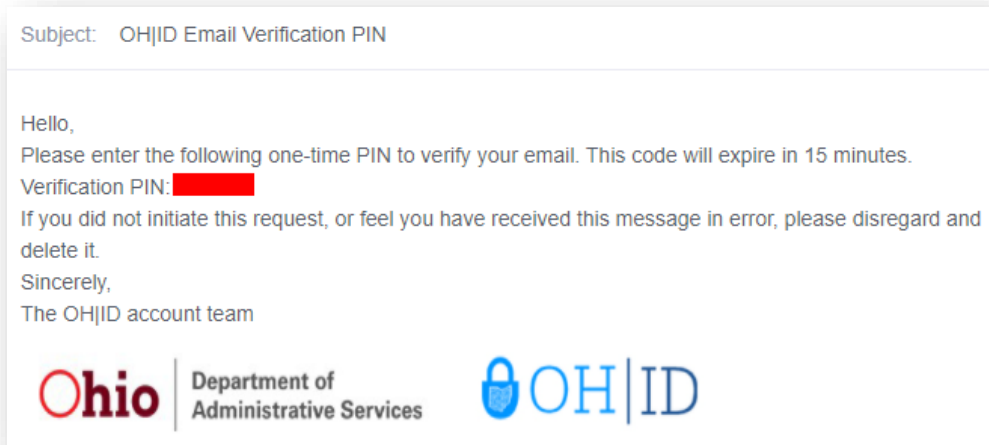 Subject: OH|ID Email Verification PIN
Hello,
Please enter the following one-time PIN to verify your email. This code will expire in 15 minutes.
Verification PIN:
If you did not initiate this request, or feel you have received this message in error, please disregard and
delete it.
Sincerely,
The OH|ID account team
Ohio Department of
Administrative Services
OH|ID